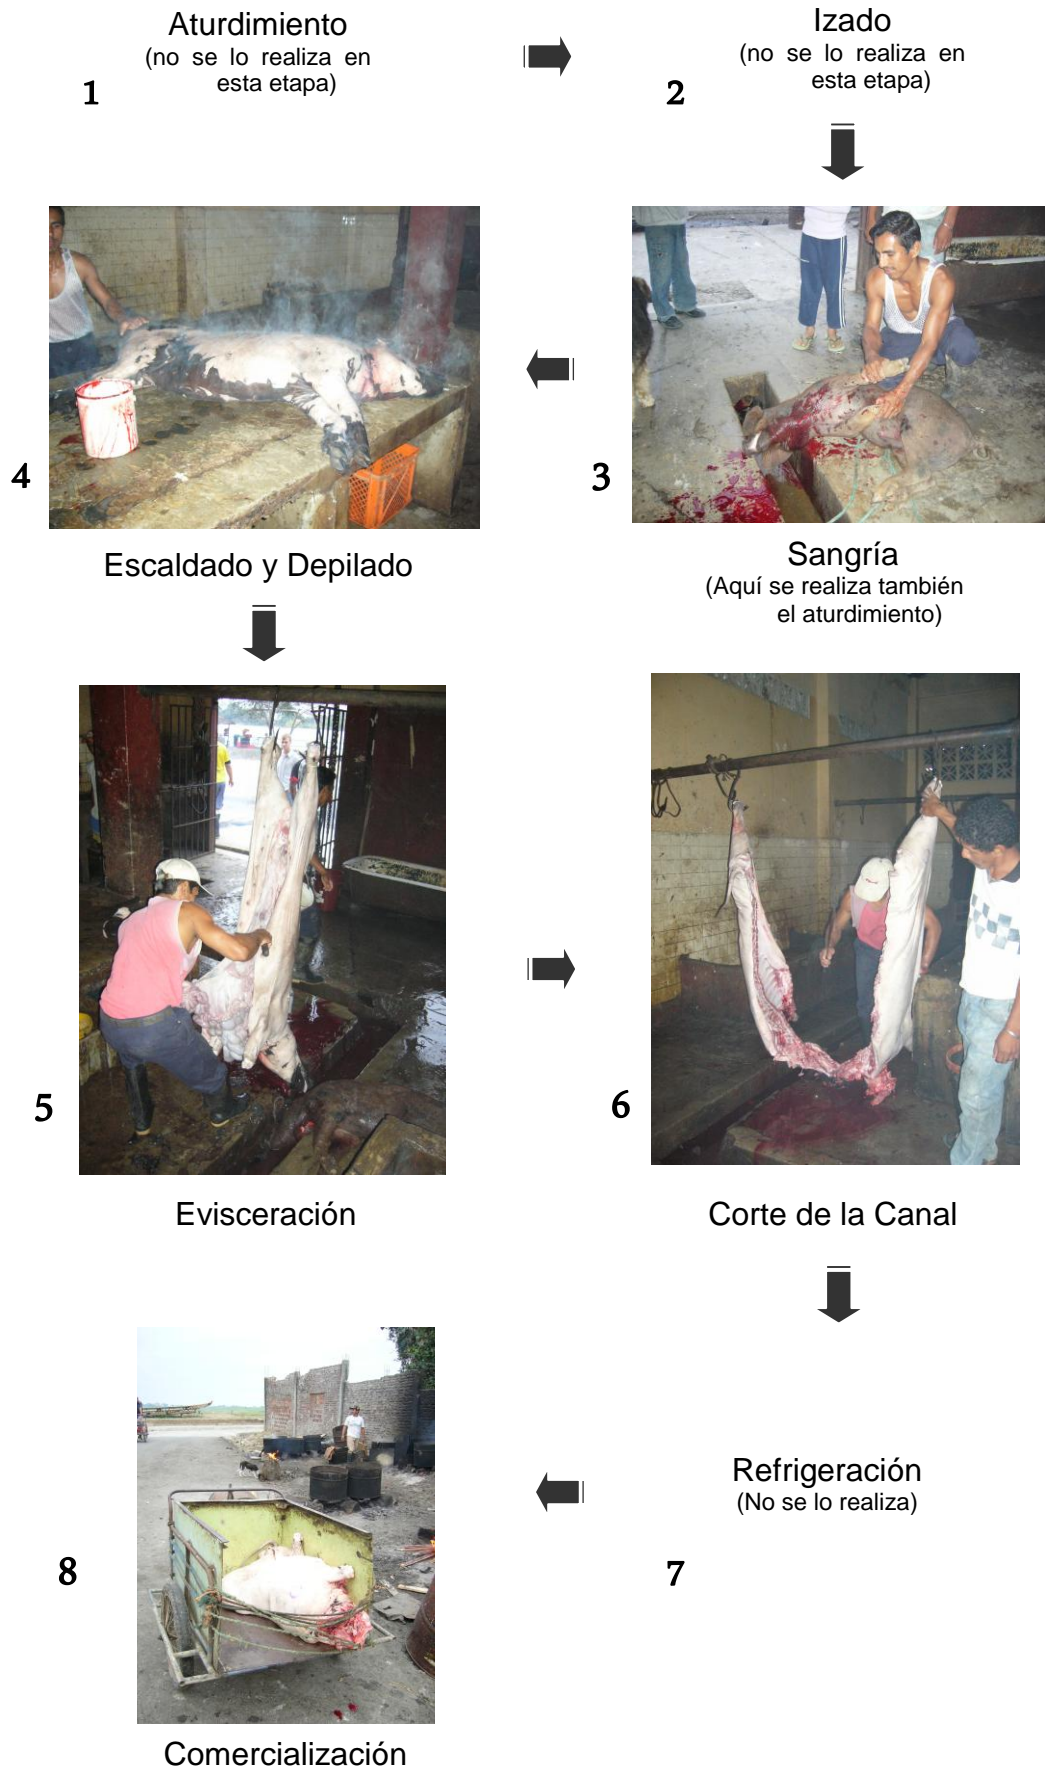 Aturdimiento
(no se lo realiza en
esta etapa)
1
Izado
(no se lo realiza en
esta etapa)
2
3
Sangría
(Aquí se realiza también
el aturdimiento)
4
Escaldado y Depilado
5
Evisceración
6
Corte de la Canal
Refrigeración
(No se lo realiza)
7
8
Comercialización